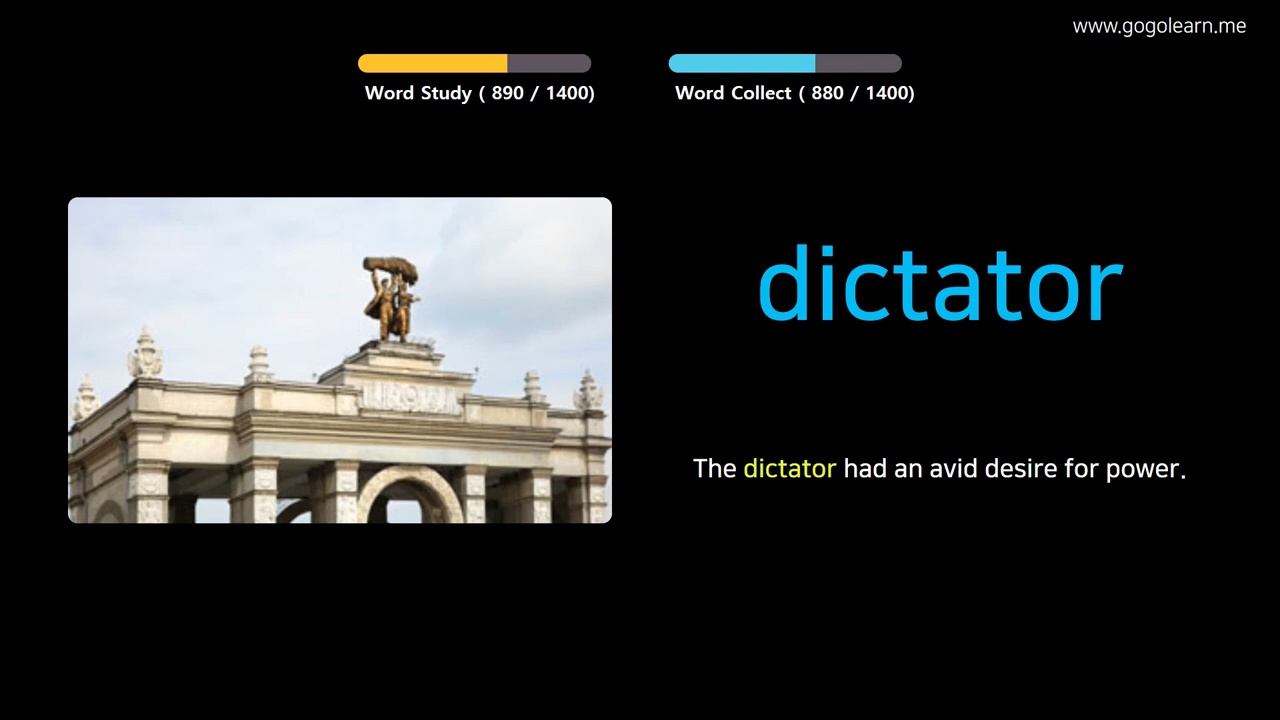 www.gogolearn.me
Word Study ( 890 / 1400)
Word Collect ( 880 / 1400)
dictator
The dictator had an avid desire for power.